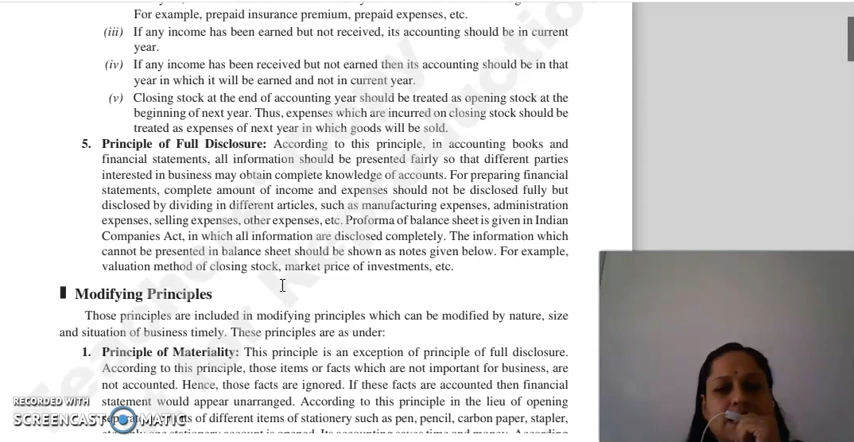 For example, prepaid insurance premium, prepaid expenses, etc.
(iii) If any income has been earned but not received, its accounting should be in current
year.
(iv) If any income has been received but not earned then its accounting should be in that
year in which it will be earned and not in current year.
(v) Closing stock at the end of accounting year should be treated as opening stock at the
beginning of next year. Thus, expenses which are incurred on closing stock should be
treated as expenses of next year in which goods will be sold.
5. Principle of Full Disclosure: According to this principle, in accounting books and
financial statements, all information should be presented fairly so that different parties
interested in business may obtain complete knowledge of accounts. For preparing financial
statements, complete amount of income and expenses should not be disclosed fully but
disclosed by dividing in different articles, such as manufacturing expenses, administration
expenses, selling expenses, other expenses, etc. Proforma of balance sheet is given in Indian
Companies Act, in which all information are disclosed completely. The information which
cannot be presented in balance sheet should be shown as notes given below. For example,
valuation method of closing stock, market price of investments, etc.
Modifying Principles
Those principles are included in modifying principles which can be modified by nature, size
and situation of business timely. These principles are as under:
1. Principle of Materiality: This principle is an exception of principle of full disclosure.
According to this principle, those items or facts which are not important for business, are
not accounted. Hence, those facts are ignored. If these facts are accounted then financial
statement would appear unarranged. According to this principle in the lieu of opening
of different items of stationery such as pen, pencil, carbon paper, stapler,
RECORDED WITH
SCREENCAST MATIC